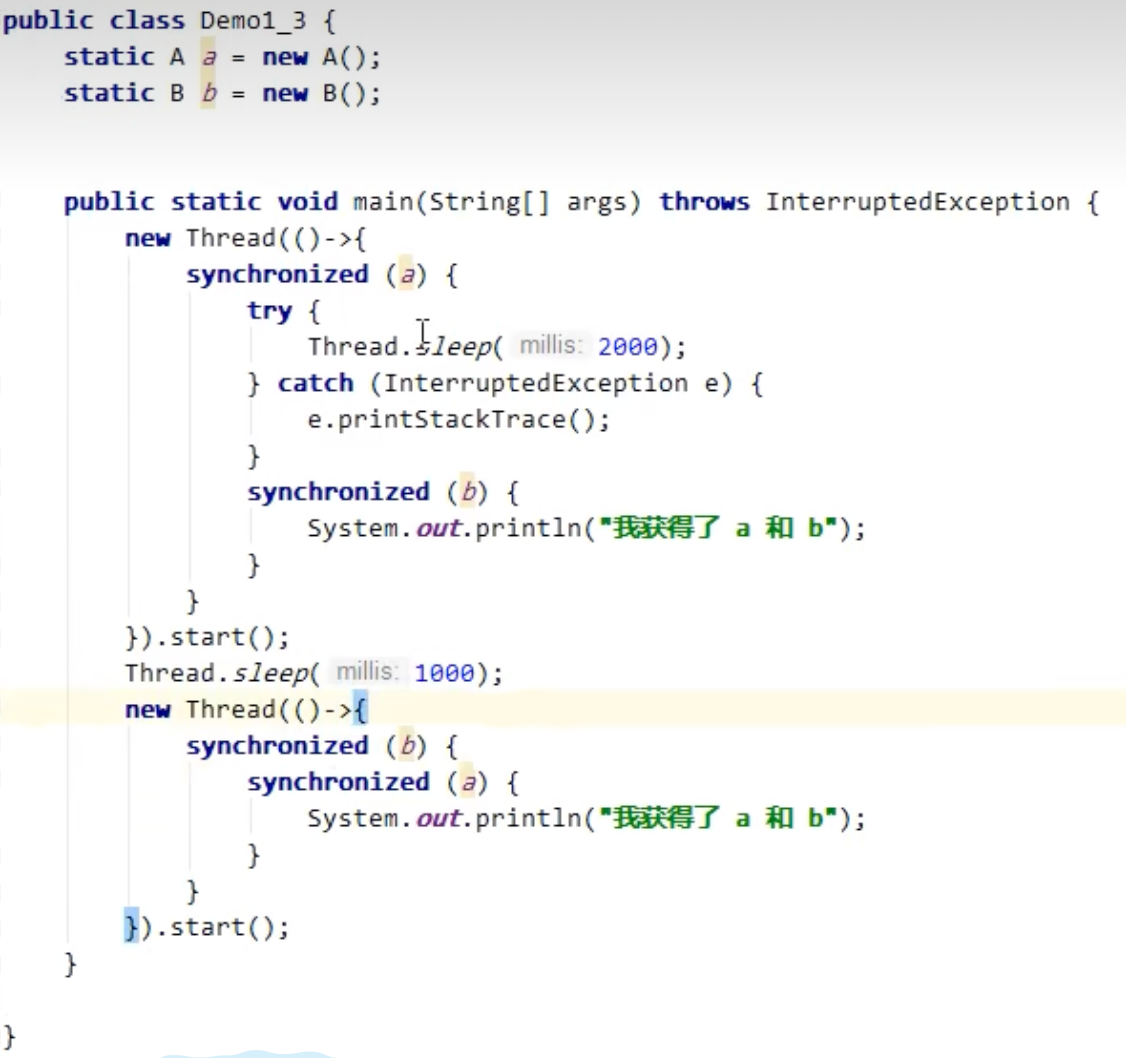 public class Demo1_3 {
    static A a = new A();
    static B b = new B();
    public static void main(String[] args) throws InterruptedException {
        new Thread(()->{
            synchronized (a) {
                try {
                    Thread.sleep( millis: 2000);
                } catch (InterruptedException e) {
                    e.printStackTrace();
                }
                synchronized (b) {
                    System.out.println("我获得了 a 和 b");
                }
            }
        }).start();
        Thread.sleep( millis: 1000);
        new Thread(()->{
            synchronized (b) {
                synchronized (a) {
                    System.out.println("我获得了 a 和 b");
                }
            }
        }).start();
    }
}